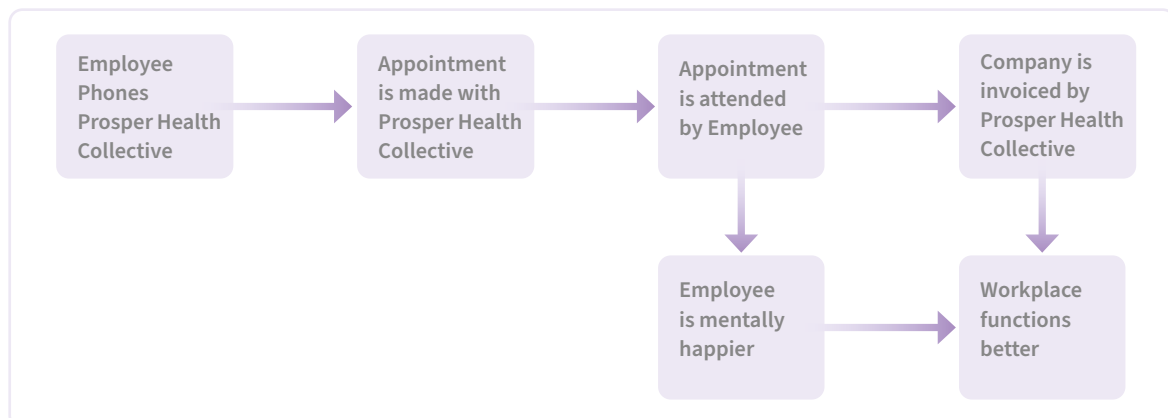 Employee
Phones
Prosper Health
Collective
Appointment
is made with
Prosper Health
Collective
Appointment
is attended
by Employee
Company is
invoiced by
Prosper Health
Collective
Employee
is mentally
happier
Workplace
functions
better